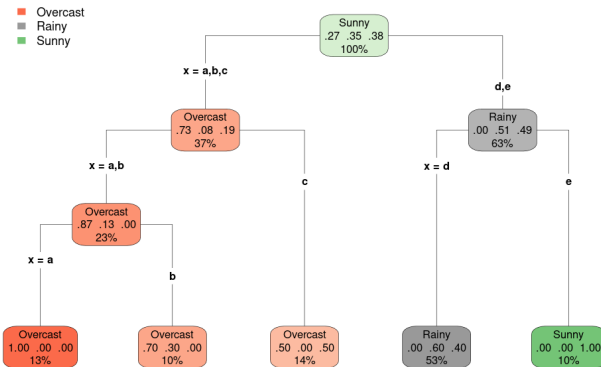 Overcast
Rainy
Sunny
Sunny
.27 .35 .38
100%
x = a,b,c
d,e
Overcast
.73 .08 .19
37%
Rainy
.00 .51 .49
63%
x = a,b
c
x = d
e
Overcast
.87 .13 .00
23%
x = a
b
Overcast
1.00 .00 .00
13%
Overcast
.70 .30 .00
10%
Overcast
.50 .00 .50
14%
Rainy
.00 .60 .40
53%
Sunny
.00 .00 1.00
10%